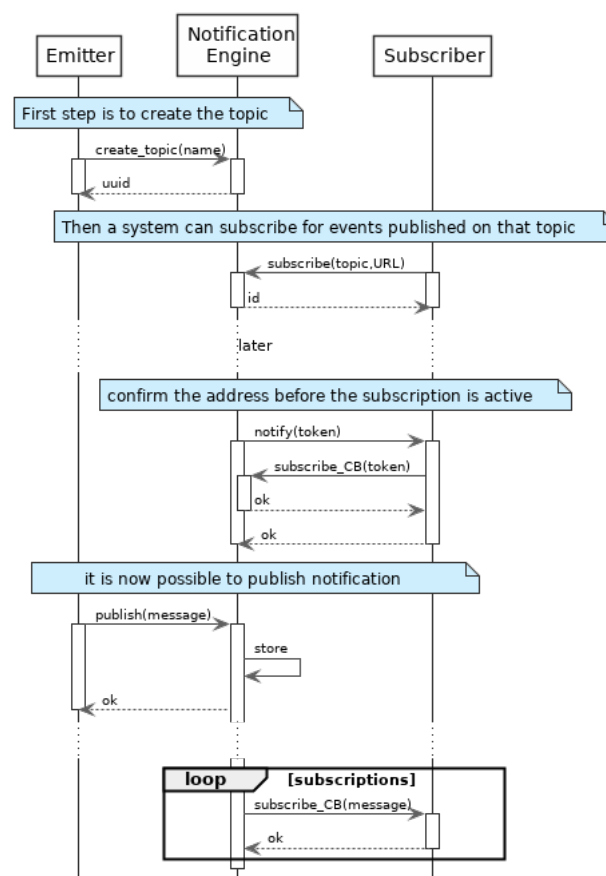 Emitter
Notification
Engine
Subscriber
First step is to create the topic
create_topic(name)
uuid
Then a system can subscribe for events published on that topic
subscribe(topic,URL)
id
later
confirm the address before the subscription is active
notify(token)
subscribe_CB(token)
ok
ok
it is now possible to publish notification
publish(message)
store
ok
loop
[subscriptions]
subscribe_CB(message)
ok